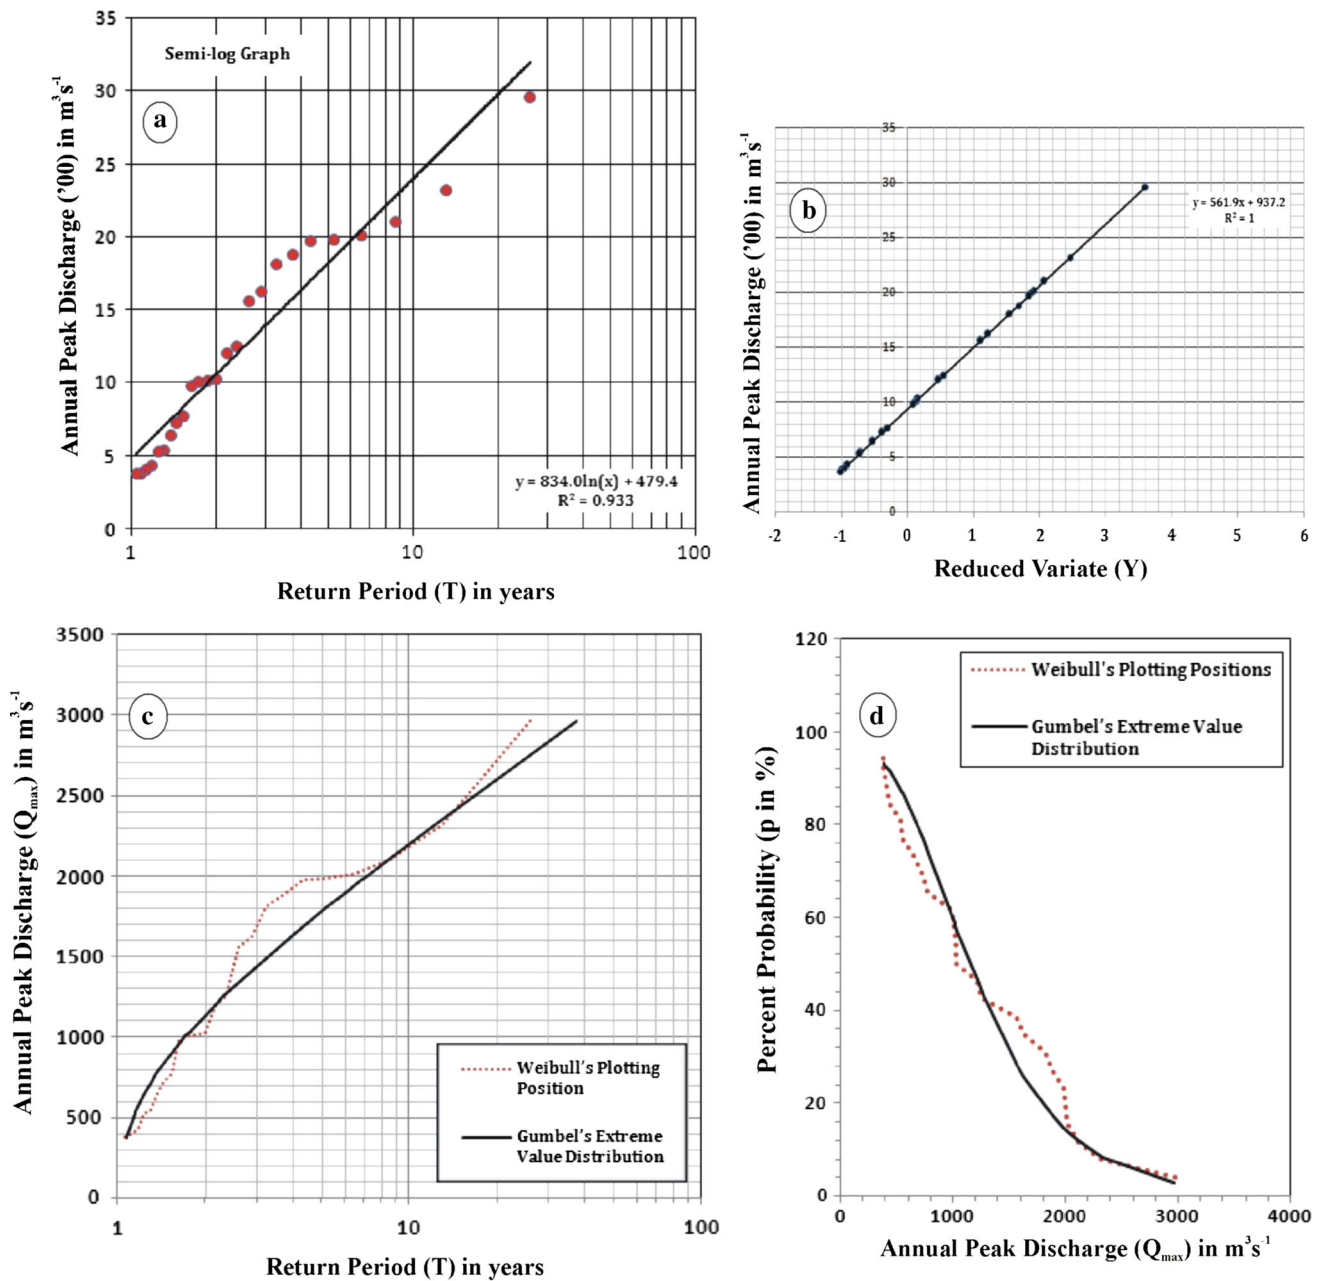 35
30
25
20
15
10
5
0
Annual Peak Discharge ('00) in m³s⁻¹
Semi-log Graph
a
y = 834.0ln(x) + 479.4
R² = 0.933
1
10
100
Return Period (T) in years
35
30
25
20
15
10
5
0
Annual Peak Discharge ('00) in m³s⁻¹
b
y = 561.9x + 937.2
R² = 1
-2
-1
0
1
2
3
4
5
6
Reduced Variate (Y)
3500
3000
2500
2000
1500
1000
500
0
Annual Peak Discharge (Qmax) in m³s⁻¹
c
Weibull's Plotting
Position
Gumbel's Extreme
Value Distribution
1
10
100
Return Period (T) in years
120
100
80
60
40
20
0
Percent Probability (p in %)
d
Weibull's Plotting Positions
Gumbel's Extreme Value
Distribution
0
1000
2000
3000
4000
Annual Peak Discharge (Qmax) in m³s⁻¹